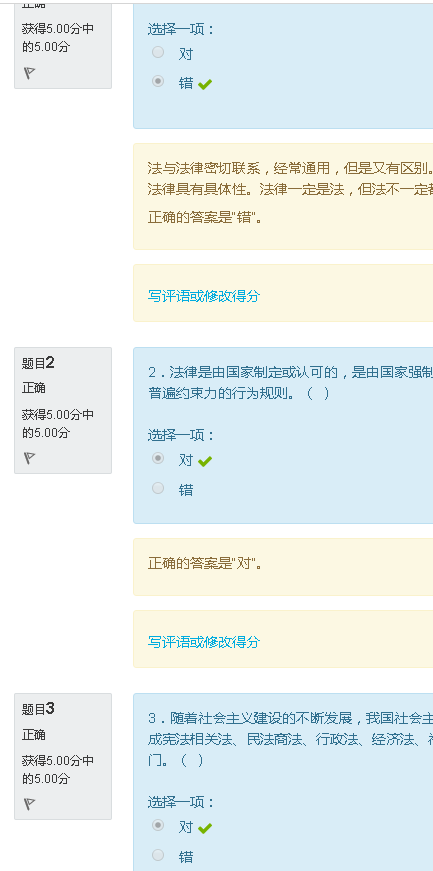 正确
获得5.00分中
的5.00分
选择一项：
对
错
法与法律密切联系，经常通用，但是又有区别。
法律具有具体性。法律一定是法，但法不一定
正确的答案是"错"。
写评语或修改得分
题目2
正确
获得5.00分中
的5.00分
2．法律是由国家制定或认可的，是由国家强制
普遍约束力的行为规则。（ ）
选择一项：
对
错
正确的答案是"对"。
写评语或修改得分
题目3
正确
获得5.00分中
的5.00分
3．随着社会主义建设的不断发展，我国社会主
成宪法相关法、民法商法、行政法、经济法、
门。（ ）
选择一项：
对
错